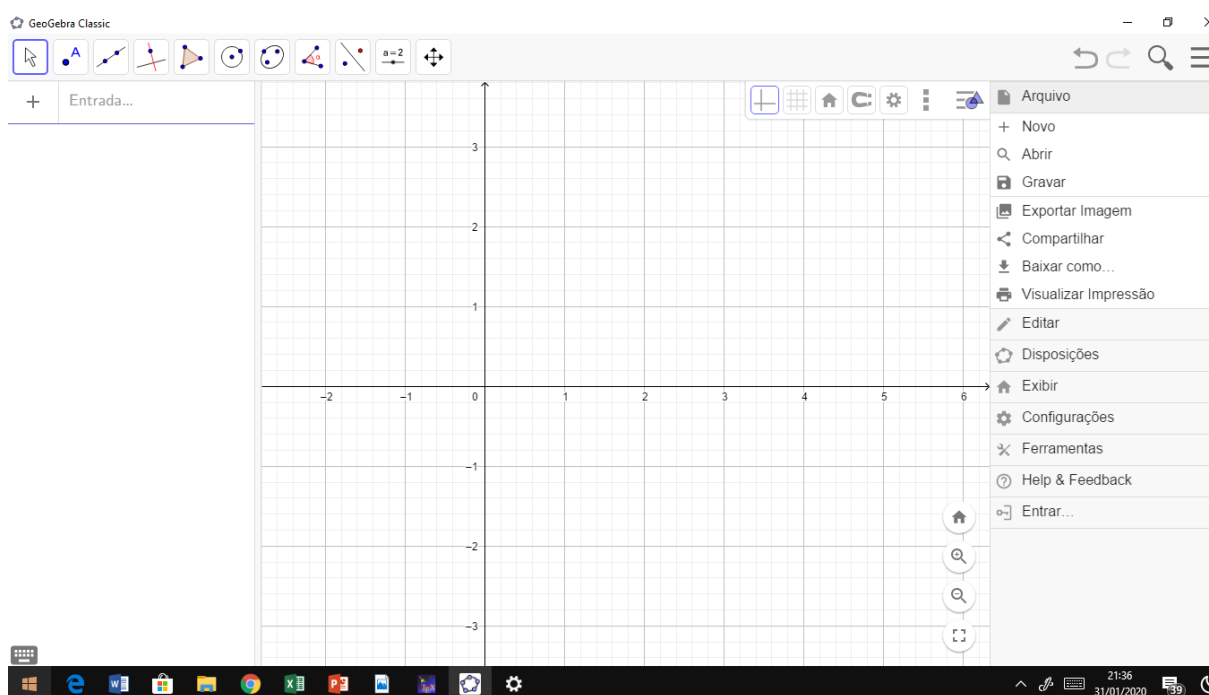 GeoGebra Classic
A
a=2
Entrada...
Arquivo
Novo
Abrir
Gravar
Exportar Imagem
Compartilhar
Baixar como...
Visualizar Impressão
Editar
Disposições
Exibir
Configurações
Ferramentas
Help & Feedback
Entrar...
3
2
1
–2 –1 0 1 2 3 4 5 6
–1
–2
–3
21:36
31/01/2020
39